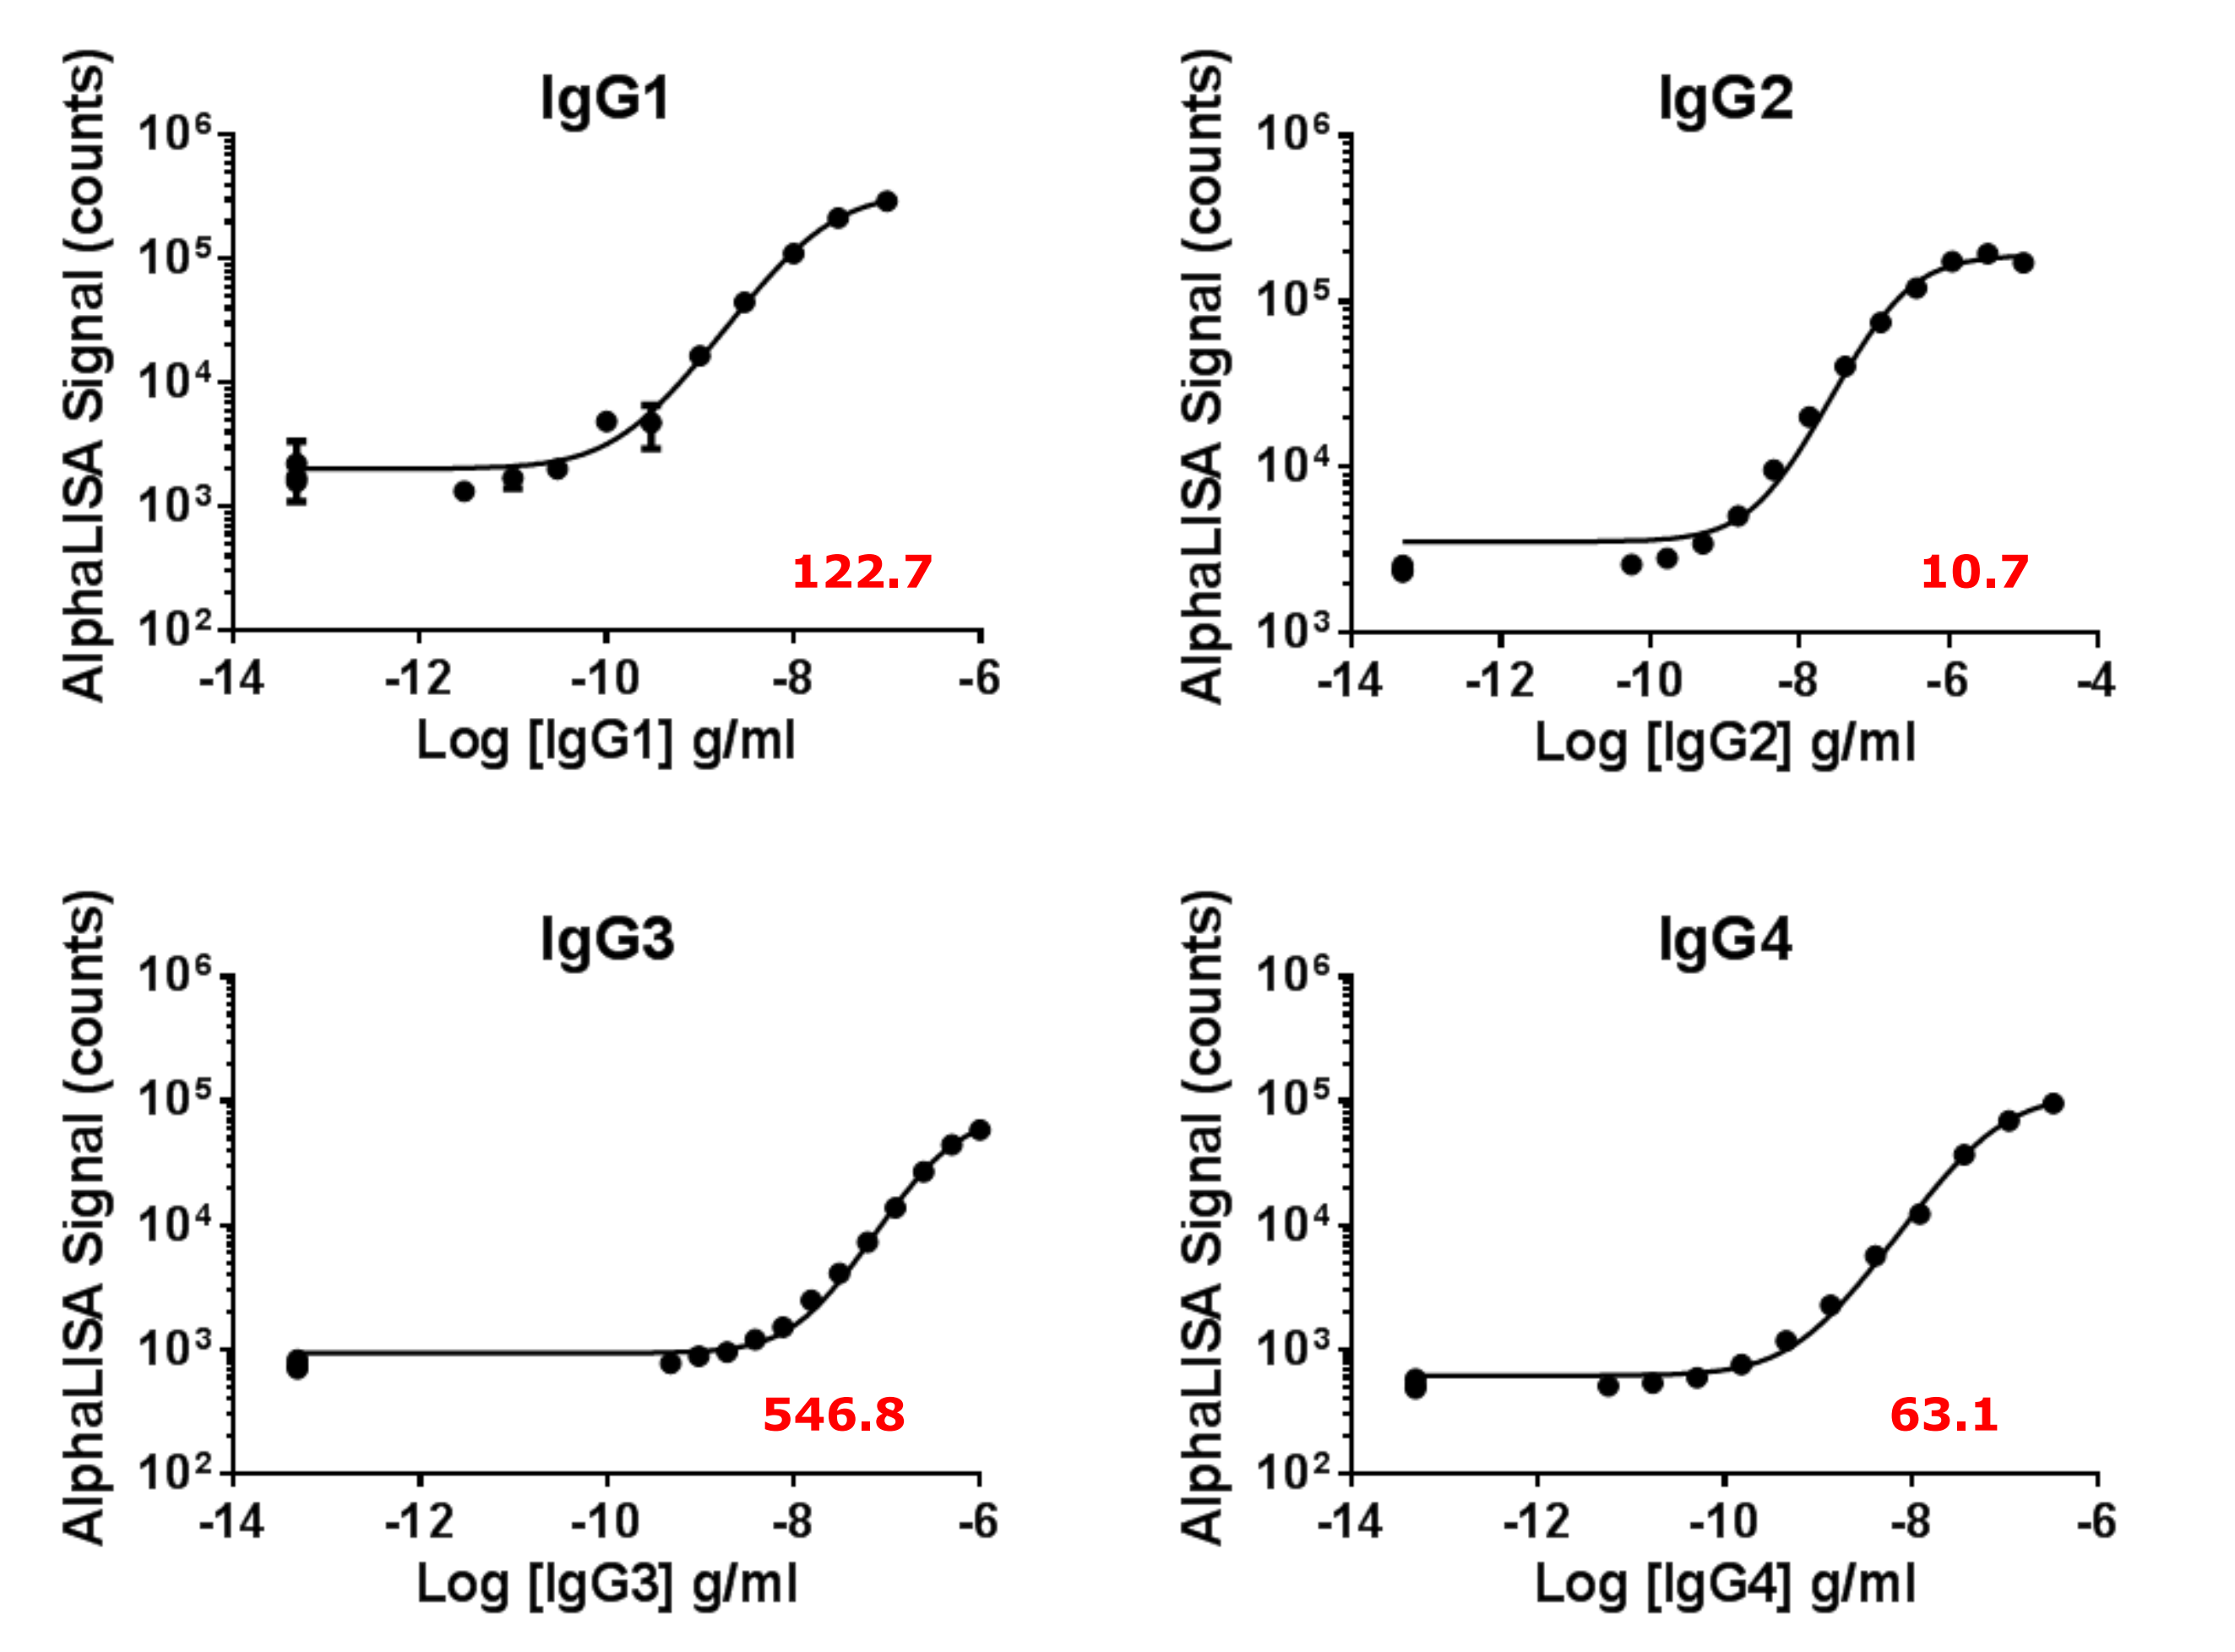 IgG1
AlphaLISA Signal (counts)
10⁶
10⁵
10⁴
10³
10²
122.7
-14 -12 -10 -8 -6
Log [IgG1] g/ml
IgG2
AlphaLISA Signal (counts)
10⁶
10⁵
10⁴
10³
10.7
-14 -12 -10 -8 -6 -4
Log [IgG2] g/ml
IgG3
AlphaLISA Signal (counts)
10⁶
10⁵
10⁴
10³
10²
546.8
-14 -12 -10 -8 -6
Log [IgG3] g/ml
IgG4
AlphaLISA Signal (counts)
10⁶
10⁵
10⁴
10³
10²
63.1
-14 -12 -10 -8 -6
Log [IgG4] g/ml